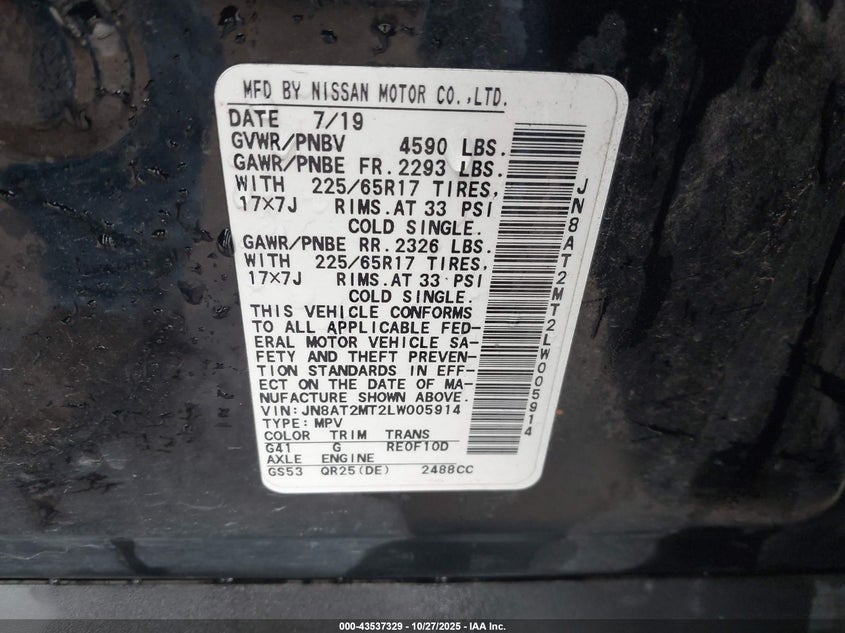 MFD BY NISSAN MOTOR CO.,LTD.
DATE 7/19
GVWR/PNBV 4590 LBS.
GAWR/PNBE FR.2293 LBS.
WITH 225/65R17 TIRES,
17×7J RIMS.AT 33 PSI
COLD SINGLE.
GAWR/PNBE RR.2326 LBS.
WITH 225/65R17 TIRES,
17×7J RIMS.AT 33 PSI
COLD SINGLE.
THIS VEHICLE CONFORMS
TO ALL APPLICABLE FED-
ERAL MOTOR VEHICLE SA-
FETY AND THEFT PREVEN-
TION STANDARDS IN EFF-
ECT ON THE DATE OF MA-
NUFACTURE SHOWN ABOVE.
VIN:JN8AT2MT2LW005914
TYPE:MPV
COLOR TRIM TRANS
G41 G RE0F10D
AXLE ENGINE
GS53 QR25(DE) 2488CC
JN8AT2MT2LW005914
000-43537329 | 10/27/2025 - IAA Inc.